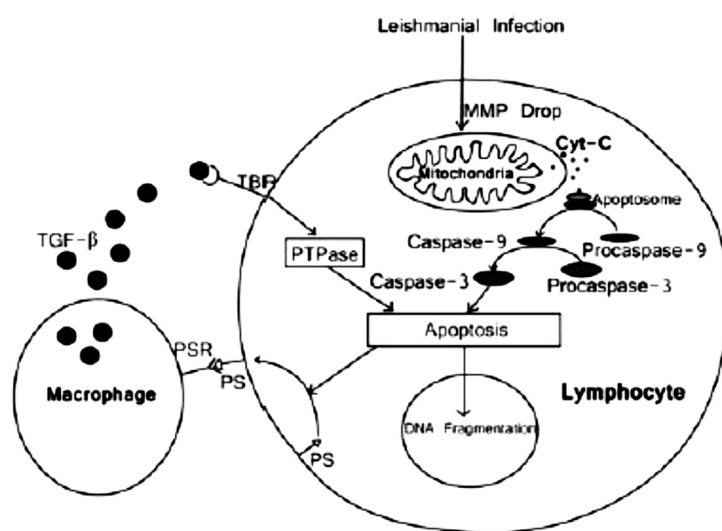 Leishmanial Infection
MMP Drop
Cyt-C
Mitochondria
TBR
Apoptosome
TGF-β
PTPase
Caspase-9
Procaspase-9
Caspase-3
Procaspase-3
Apoptosis
PSR
PS
Macrophage
Lymphocyte
DNA Fragmentation
PS